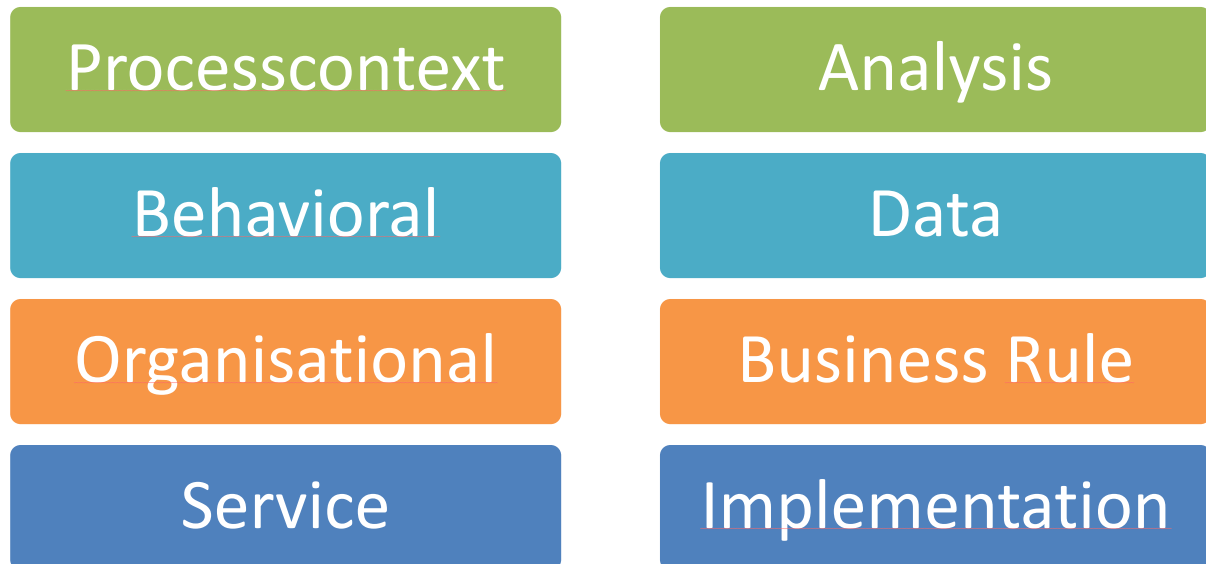 Processcontext
Analysis
Behavioral
Data
Organisational
Business Rule
Service
Implementation